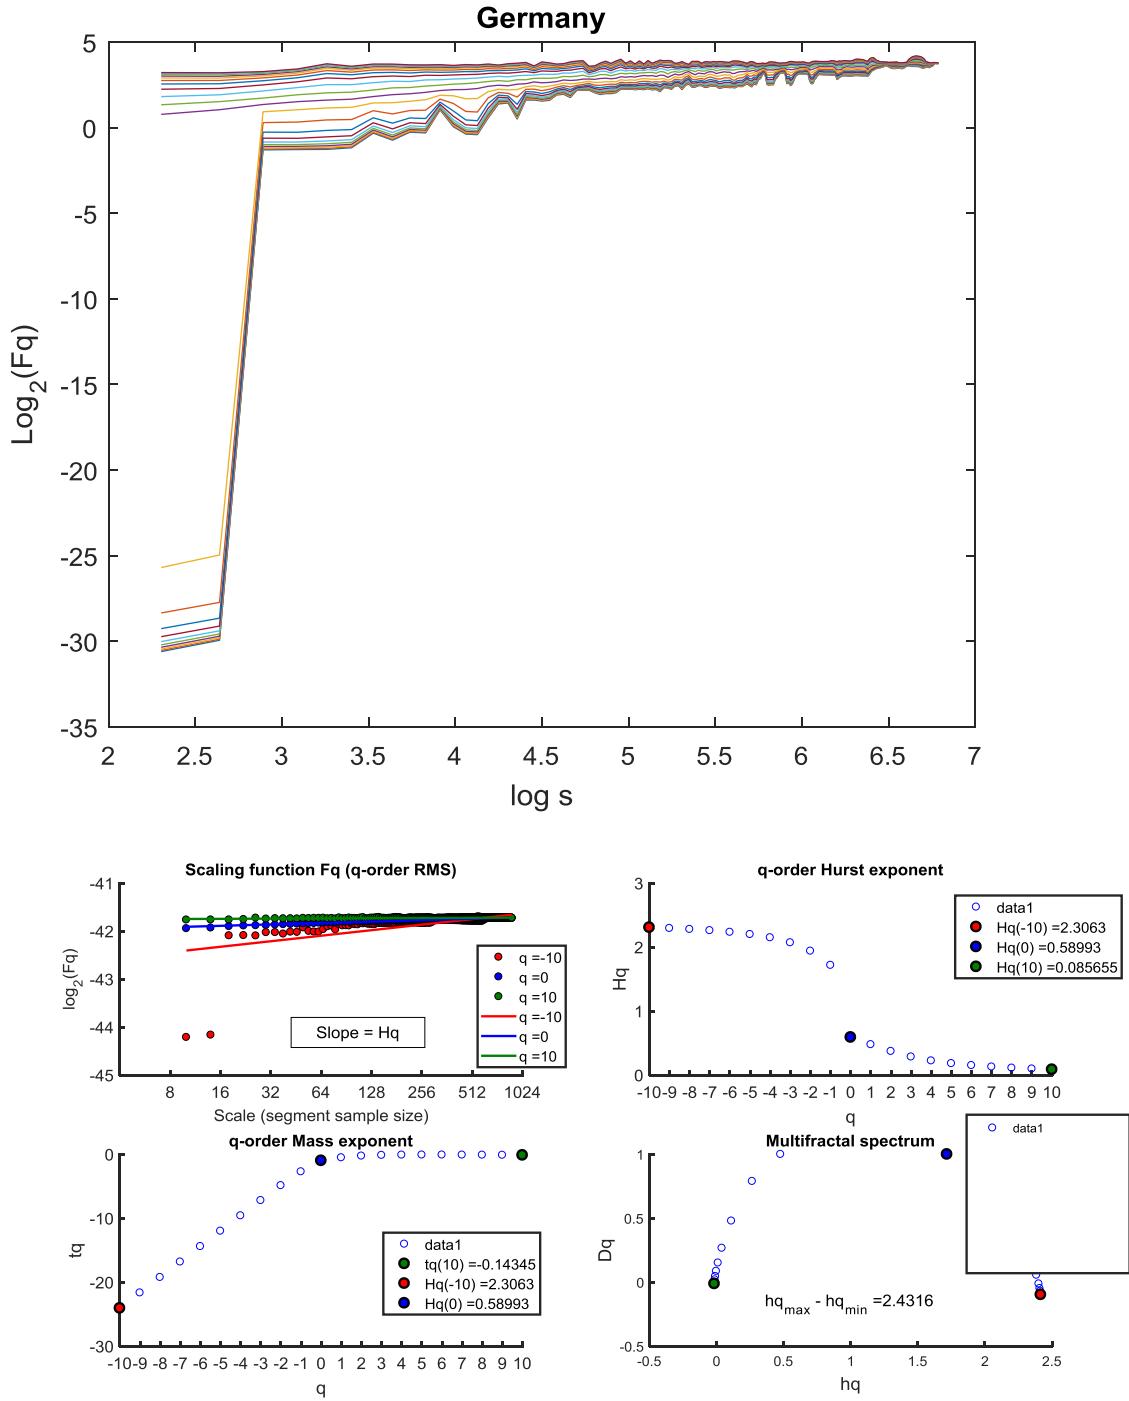 Germany
5
0
-5
-10
-15
-20
-25
-30
-35
Log2(Fq)
2 2.5 3 3.5 4 4.5 5 5.5 6 6.5 7
log s
Scaling function Fq (q-order RMS)
-41
-42
-43
-44
-45
log2(Fq)
q =-10
q =0
q =10
q =-10
q =0
q =10
Slope = Hq
8 16 32 64 128 256 512 1024
Scale (segment sample size)
q-order Hurst exponent
3
2
1
0
Hq
data1
Hq(-10) =2.3063
Hq(0) =0.58993
Hq(10) =0.085655
-10 -9 -8 -7 -6 -5 -4 -3 -2 -1 0 1 2 3 4 5 6 7 8 9 10
q
q-order Mass exponent
0
-10
-20
-30
tq
data1
tq(10) =-0.14345
Hq(-10) =2.3063
Hq(0) =0.58993
-10 -9 -8 -7 -6 -5 -4 -3 -2 -1 0 1 2 3 4 5 6 7 8 9 10
q
Multifractal spectrum
1
0.5
0
-0.5
Dq
data1
hqmax - hqmin =2.4316
-0.5 0 0.5 1 1.5 2 2.5
hq